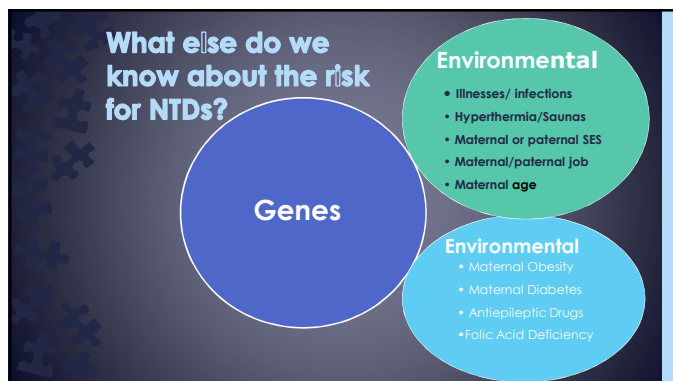 What else do we
know about the risk
for NTDs?
Genes
Environmental
• Illnesses/ infections
• Hyperthermia/Saunas
• Maternal or paternal SES
• Maternal/paternal job
• Maternal age
Environmental
• Maternal Obesity
• Maternal Diabetes
• Antiepileptic Drugs
•Folic Acid Deficiency